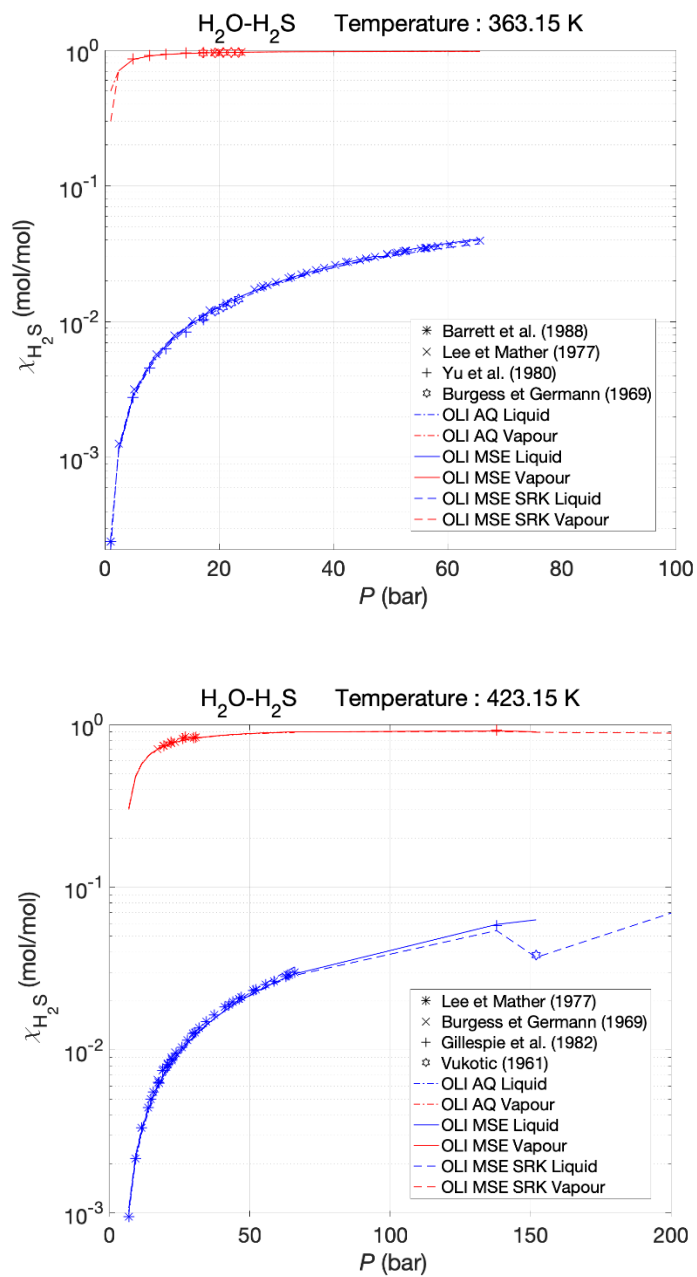 H2O-H2S Temperature : 363.15 K
10^0
10^-1
10^-2
10^-3
χH2S (mol/mol)
Barrett et al. (1988)
Lee et Mather (1977)
Yu et al. (1980)
Burgess et Germann (1969)
OLI AQ Liquid
OLI AQ Vapour
OLI MSE Liquid
OLI MSE Vapour
OLI MSE SRK Liquid
OLI MSE SRK Vapour
0 20 40 60 80 100
P (bar)
H2O-H2S Temperature : 423.15 K
10^0
10^-1
10^-2
10^-3
χH2S (mol/mol)
Lee et Mather (1977)
Burgess et Germann (1969)
Gillespie et al. (1982)
Vukotic (1961)
OLI AQ Liquid
OLI AQ Vapour
OLI MSE Liquid
OLI MSE Vapour
OLI MSE SRK Liquid
OLI MSE SRK Vapour
0 50 100 150 200
P (bar)